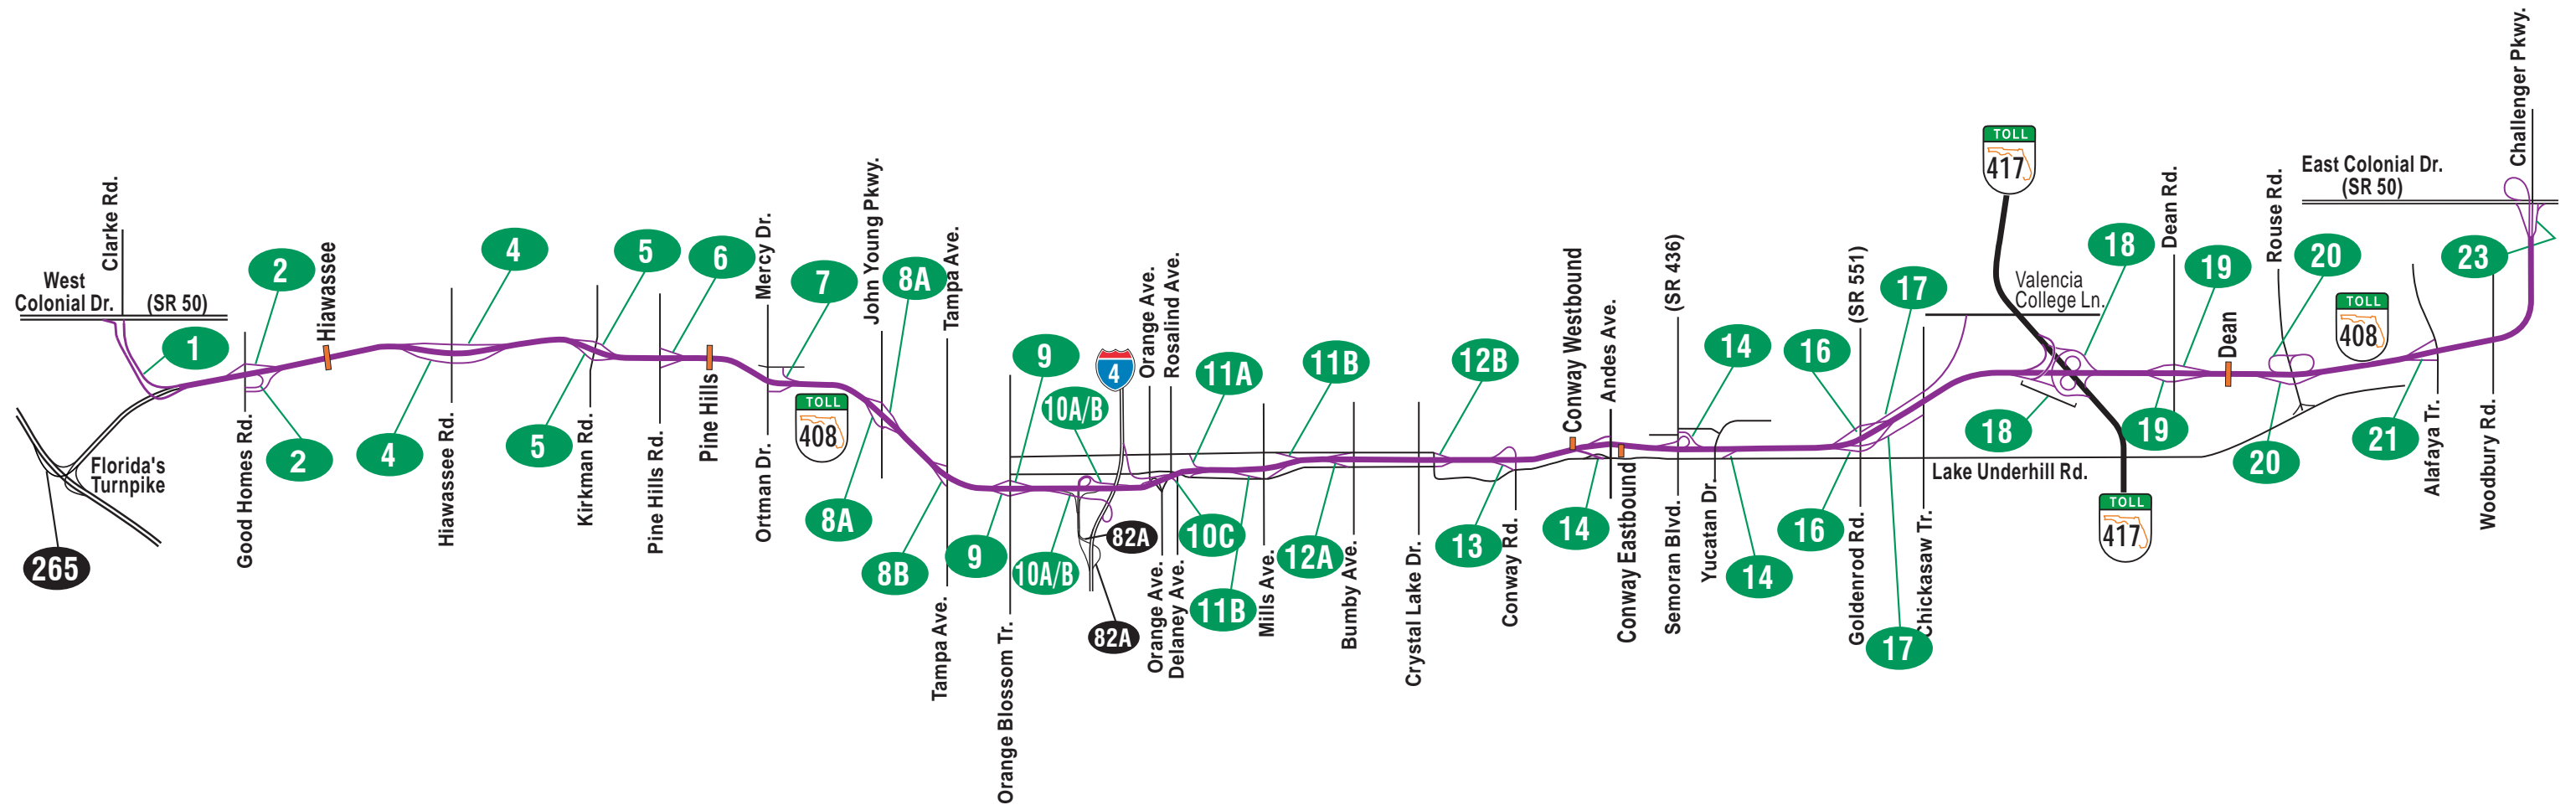 West
Colonial Dr.
(SR 50)
Clarke Rd.
1
265
Florida's
Turnpike
2
2
Good Homes Rd.
Hiawassee
4
4
Hiawassee Rd.
5
5
Kirkman Rd.
6
Pine Hills Rd.
Pine Hills
Mercy Dr.
Ortman Dr.
7
TOLL
408
John Young Pkwy.
8A
8A
8B
Tampa Ave.
Tampa Ave.
9
9
Orange Blossom Tr.
10A/B
10A/B
4
82A
82A
Orange Ave.
Rosalind Ave.
Orange Ave.
Delaney Ave.
10C
11A
11B
11B
Mills Ave.
12A
Bumby Ave.
12B
Crystal Lake Dr.
13
Conway Rd.
Conway Westbound
14
Andes Ave.
Conway Eastbound
(SR 436)
Semoran Blvd.
14
14
Yucatan Dr.
16
16
(SR 551)
Goldenrod Rd.
17
17
Chickasaw Tr.
Lake Underhill Rd.
TOLL
417
Valencia
College Ln.
18
18
TOLL
417
Dean Rd.
19
19
Dean
Rouse Rd.
20
20
TOLL
408
East Colonial Dr.
(SR 50)
21
Alafaya Tr.
Woodbury Rd.
23
Challenger Pkwy.